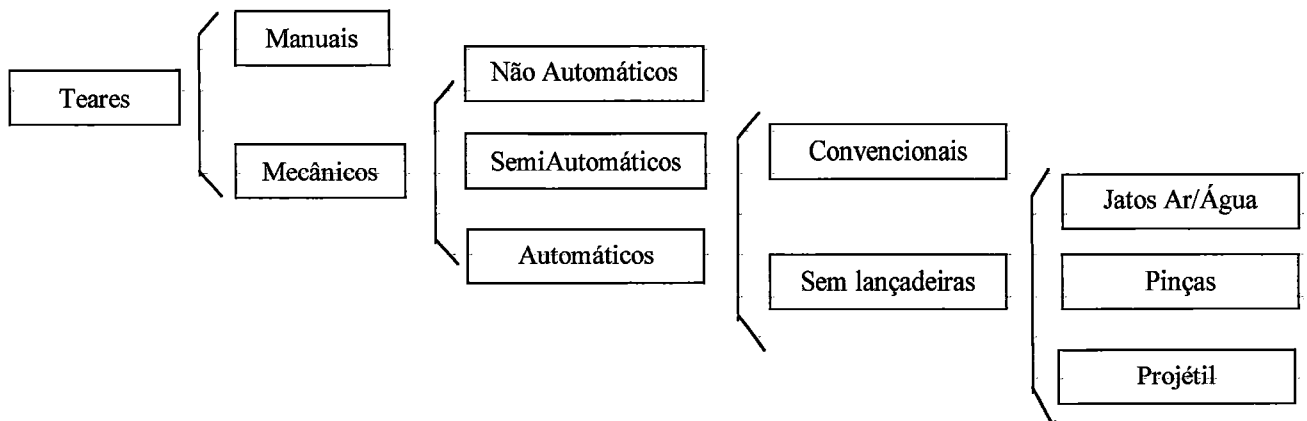 Teares
Manuais
Mecânicos
Não Automáticos
SemiAutomáticos
Automáticos
Convencionais
Sem lançadeiras
Jatos Ar/Água
Pinças
Projétil